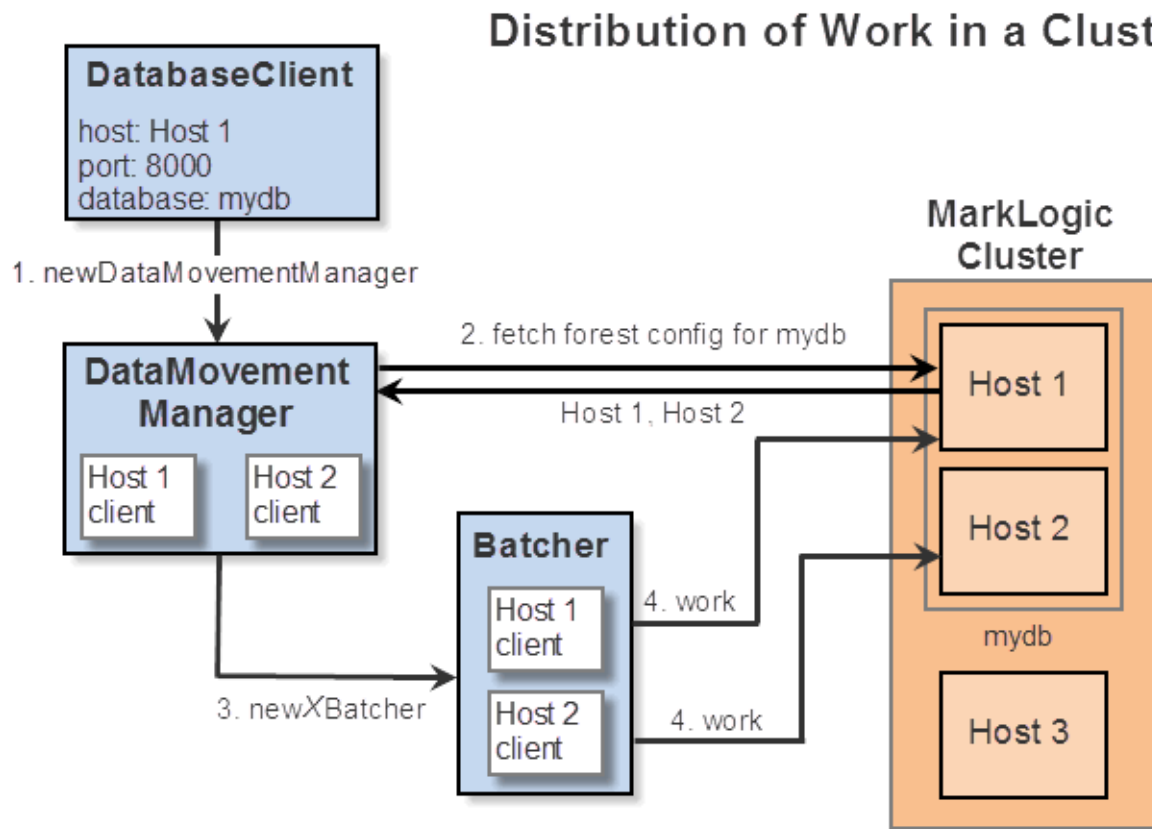 Distribution of Work in a Clust
DatabaseClient
host: Host 1
port: 8000
database: mydb
1. newDataMovementManager
DataMovement
Manager
Host 1
client
Host 2
client
2. fetch forest config for mydb
Host 1, Host 2
MarkLogic
Cluster
Host 1
Host 2
mydb
Host 3
3. newXBatcher
Batcher
Host 1
client
Host 2
client
4. work
4. work